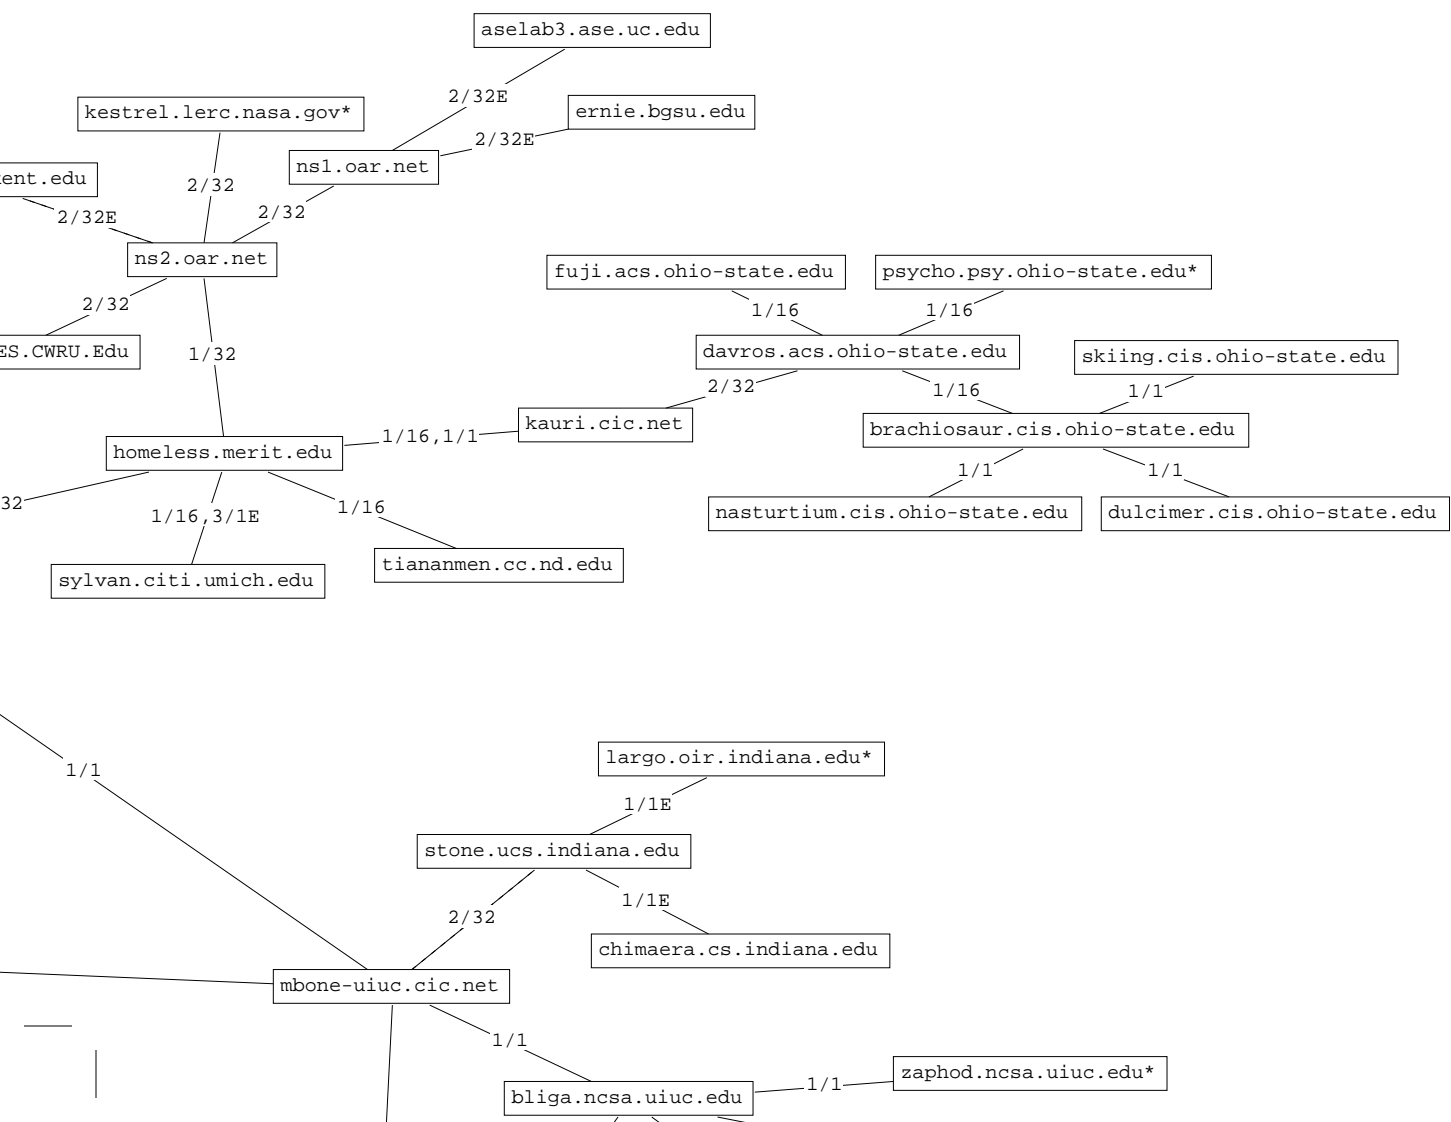 aselab3.ase.uc.edu
2/32E
kestrel.lerc.nasa.gov*
ernie.bgsu.edu
2/32E
ns1.oar.net
2/32
2/32
2/32E
ns2.oar.net
fuji.acs.ohio-state.edu
psycho.psy.ohio-state.edu*
2/32
1/16
1/16
ES.CWRU.Edu
1/32
davros.acs.ohio-state.edu
skiing.cis.ohio-state.edu
2/32
1/16
1/1
kauri.cic.net
brachiosaur.cis.ohio-state.edu
1/16,1/1
homeless.merit.edu
1/1
1/1
32
1/16,3/1E
1/16
nasturtium.cis.ohio-state.edu
dulcimer.cis.ohio-state.edu
tiananmen.cc.nd.edu
sylvan.citi.umich.edu
1/1
largo.oir.indiana.edu*
1/1E
stone.ucs.indiana.edu
1/1E
2/32
chimaera.cs.indiana.edu
mbone-uiuc.cic.net
1/1
zaphod.ncsa.uiuc.edu*
1/1
bliga.ncsa.uiuc.edu